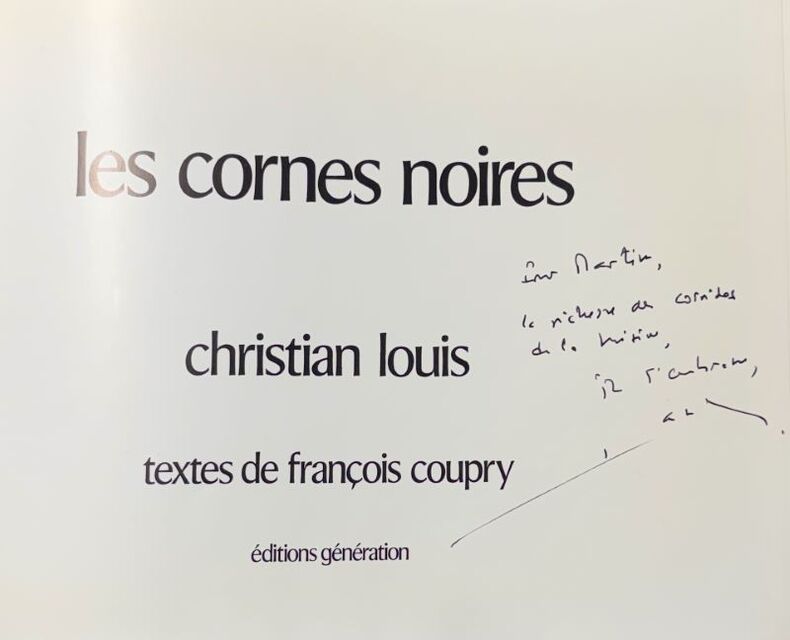 les cornes noires
christian louis
textes de françois coupry
éditions génération
Pour Martin,
la richesse des corridas
de la
Je t'embrasse,